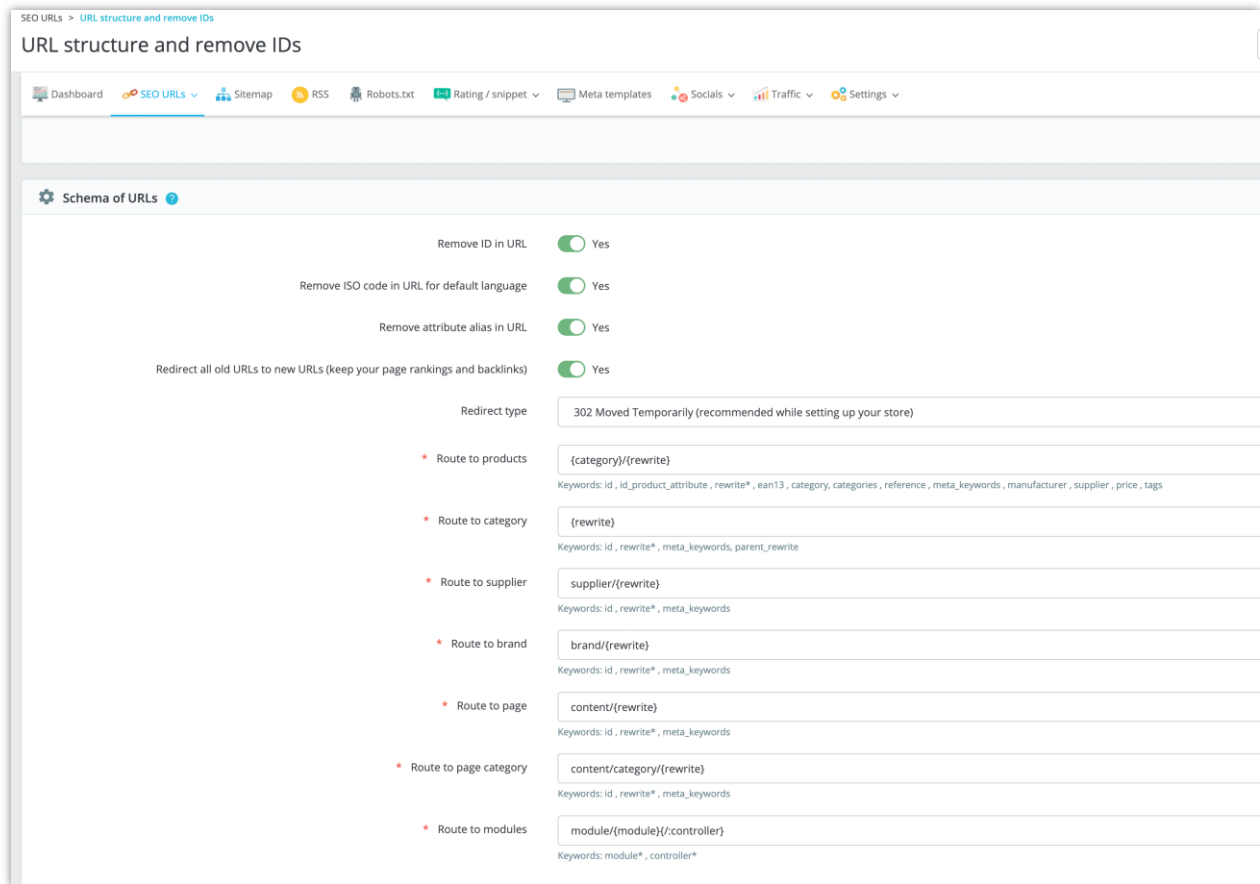 SEO URLs > URL structure and remove IDs
URL structure and remove IDs
Dashboard SEO URLs Sitemap RSS Robots.txt Rating / snippet Meta templates Socials Traffic Settings
Schema of URLs ?
Remove ID in URL Yes
Remove ISO code in URL for default language Yes
Remove attribute alias in URL Yes
Redirect all old URLs to new URLs (keep your page rankings and backlinks) Yes
Redirect type 302 Moved Temporarily (recommended while setting up your store)
* Route to products {category}/{rewrite}
Keywords: id , id_product_attribute , rewrite* , ean13 , category, categories , reference , meta_keywords , manufacturer , supplier , price , tags
* Route to category {rewrite}
Keywords: id , rewrite* , meta_keywords, parent_rewrite
* Route to supplier supplier/{rewrite}
Keywords: id , rewrite* , meta_keywords
* Route to brand brand/{rewrite}
Keywords: id , rewrite* , meta_keywords
* Route to page content/{rewrite}
Keywords: id , rewrite* , meta_keywords
* Route to page category content/category/{rewrite}
Keywords: id , rewrite* , meta_keywords
* Route to modules module/{module}{/:controller}
Keywords: module* , controller*